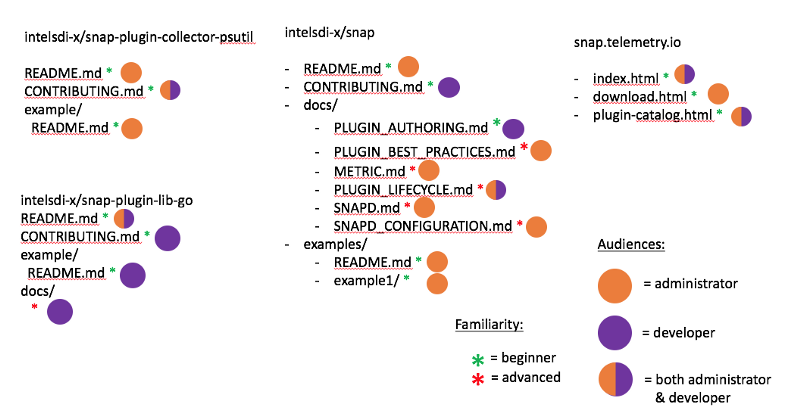 intelsdi-x/snap-plugin-collector-psutil
README.md *
CONTRIBUTING.md *
example/
README.md *
intelsdi-x/snap-plugin-lib-go
README.md *
CONTRIBUTING.md *
example/
README.md *
docs/
*
intelsdi-x/snap
- README.md *
- CONTRIBUTING.md *
- docs/
- PLUGIN_AUTHORING.md *
- PLUGIN_BEST_PRACTICES.md *
- METRIC.md *
- PLUGIN_LIFECYCLE.md *
- SNAPD.md *
- SNAPD_CONFIGURATION.md *
- examples/
- README.md *
- example1/ *
snap.telemetry.io
- index.html *
- download.html *
- plugin-catalog.html *
Familiarity:
* = beginner
* = advanced
Audiences:
= administrator
= developer
= both administrator
& developer